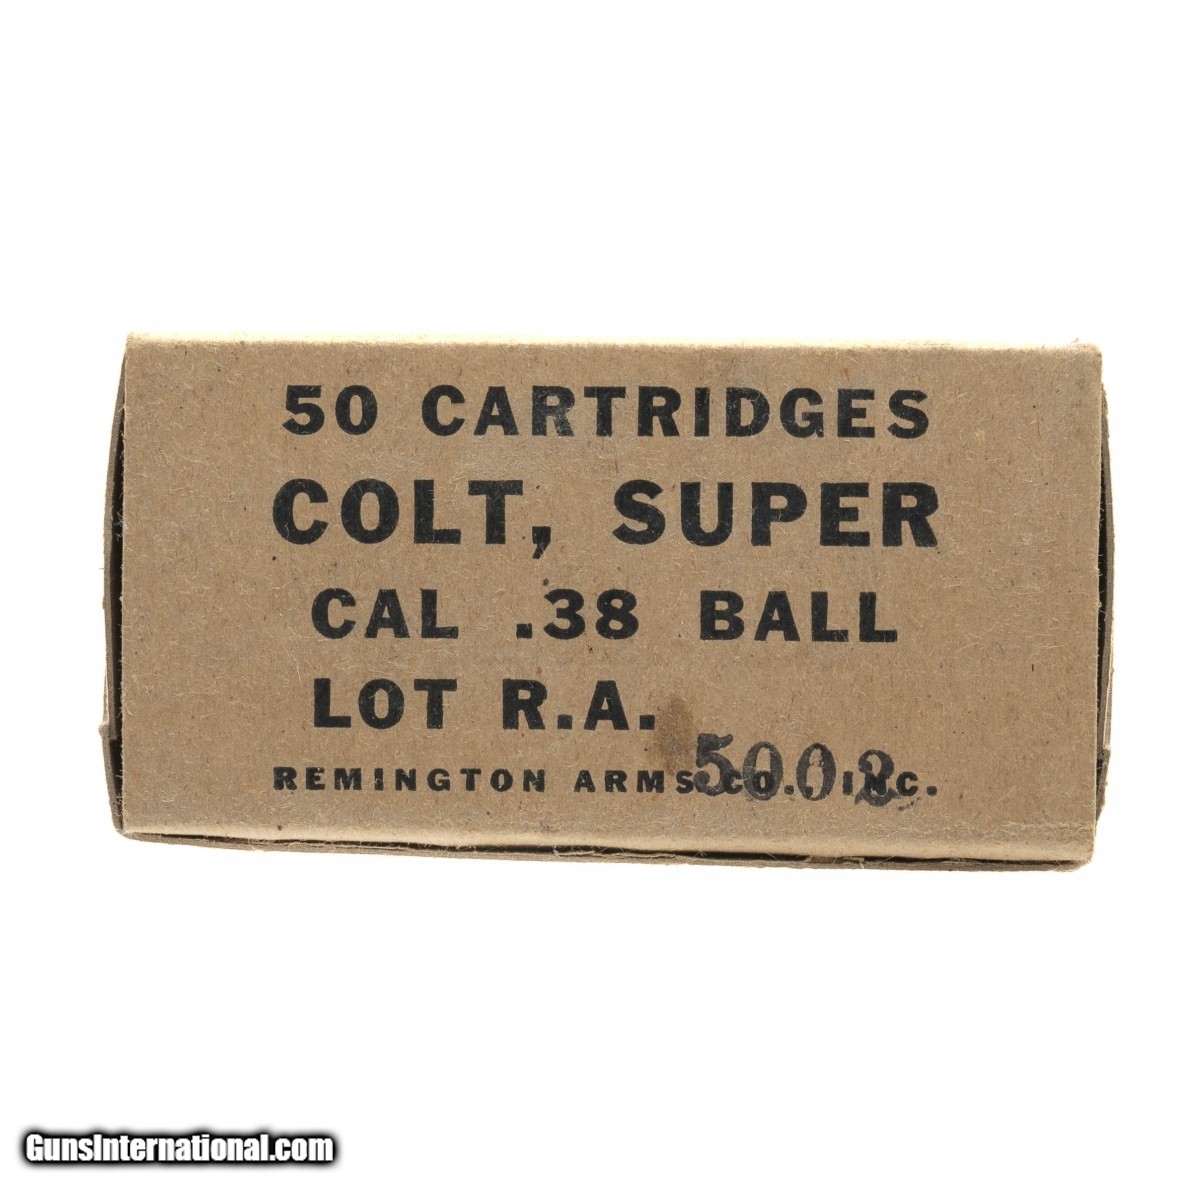 50 CARTRIDGES
COLT, SUPER
CAL .38 BALL
LOT R.A.
5002
REMINGTON ARMS CO., INC.
GunsInternational.com